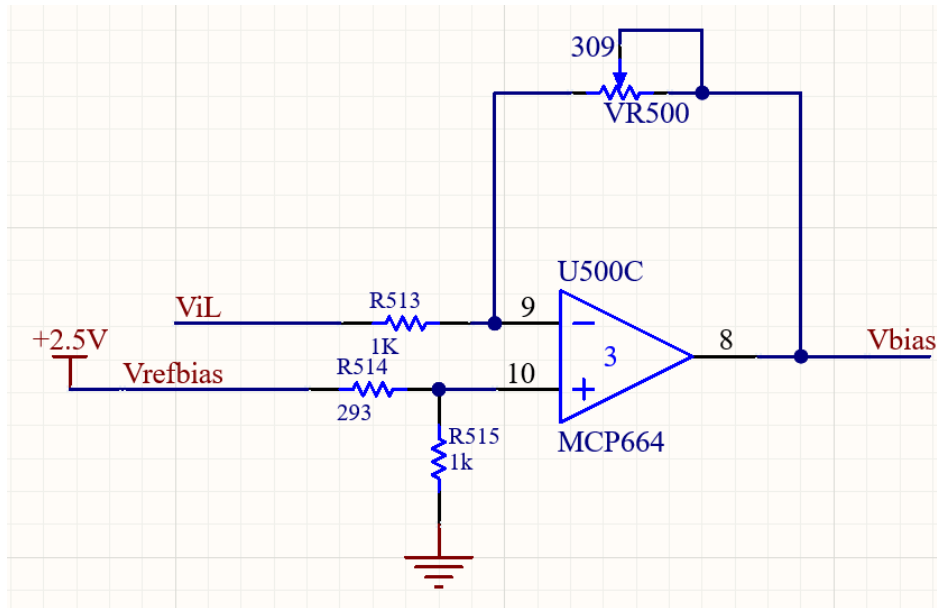 309
VR500
U500C
ViL
R513
9
1K
+2.5V
3
8
Vbias
Vrefbias
R514
10
293
R515
1k
MCP664